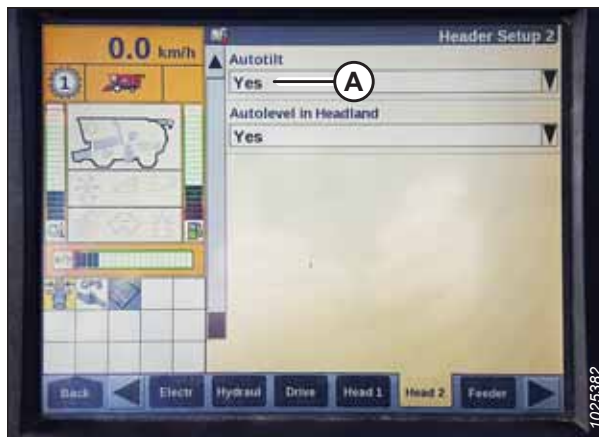 0.0 km/h
Header Setup 2
1
Autotilt
Yes
A
Autolevel in Headland
Yes
Back Electr Hydraul Drive Head 1 Head 2 Feeder
1025382